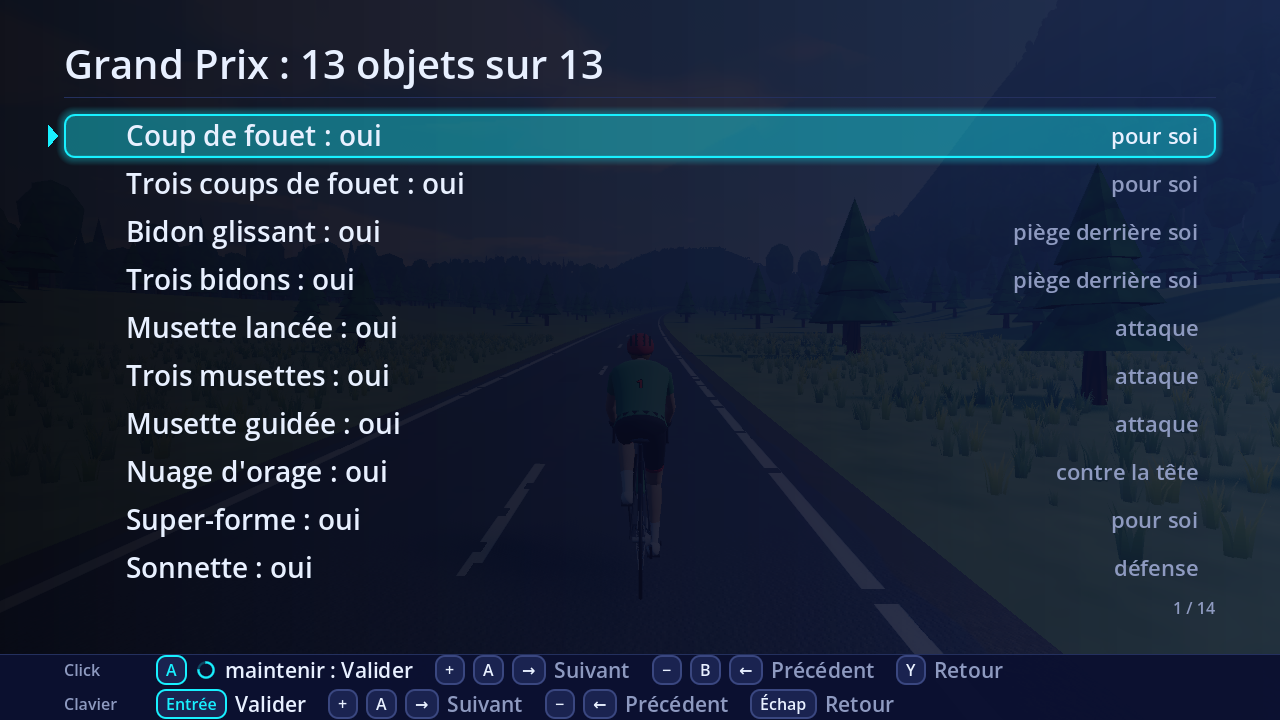 Grand Prix : 13 objets sur 13
Coup de fouet : oui pour soi
Trois coups de fouet : oui pour soi
Bidon glissant : oui piège derrière soi
Trois bidons : oui piège derrière soi
Musette lancée : oui attaque
Trois musettes : oui attaque
Musette guidée : oui attaque
Nuage d'orage : oui contre la tête
Super-forme : oui pour soi
Sonnette : oui défense
1 / 14
Click A maintenir : Valider + A → Suivant − B ← Précédent Y Retour
Clavier Entrée Valider + A → Suivant − ← Précédent Échap Retour